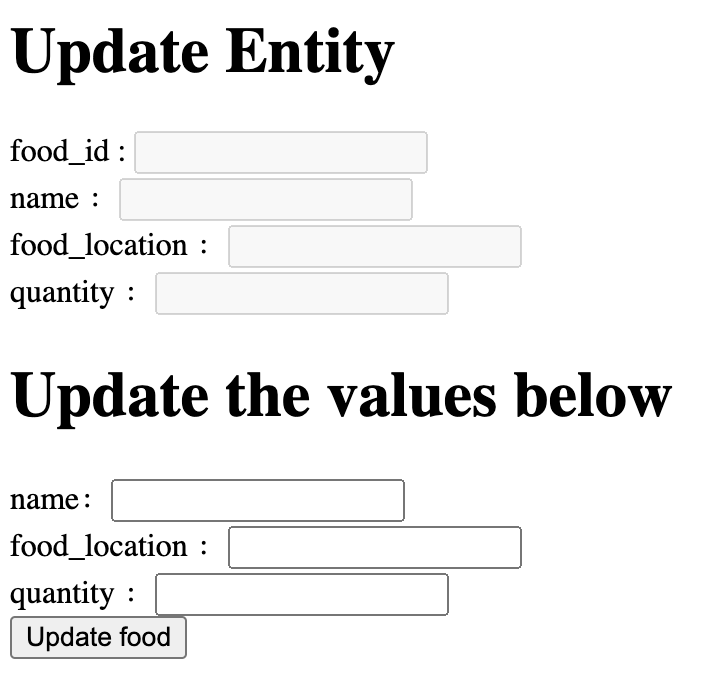 Update Entity
food_id :
name :
food_location :
quantity :
Update the values below
name:
food_location :
quantity :
Update food